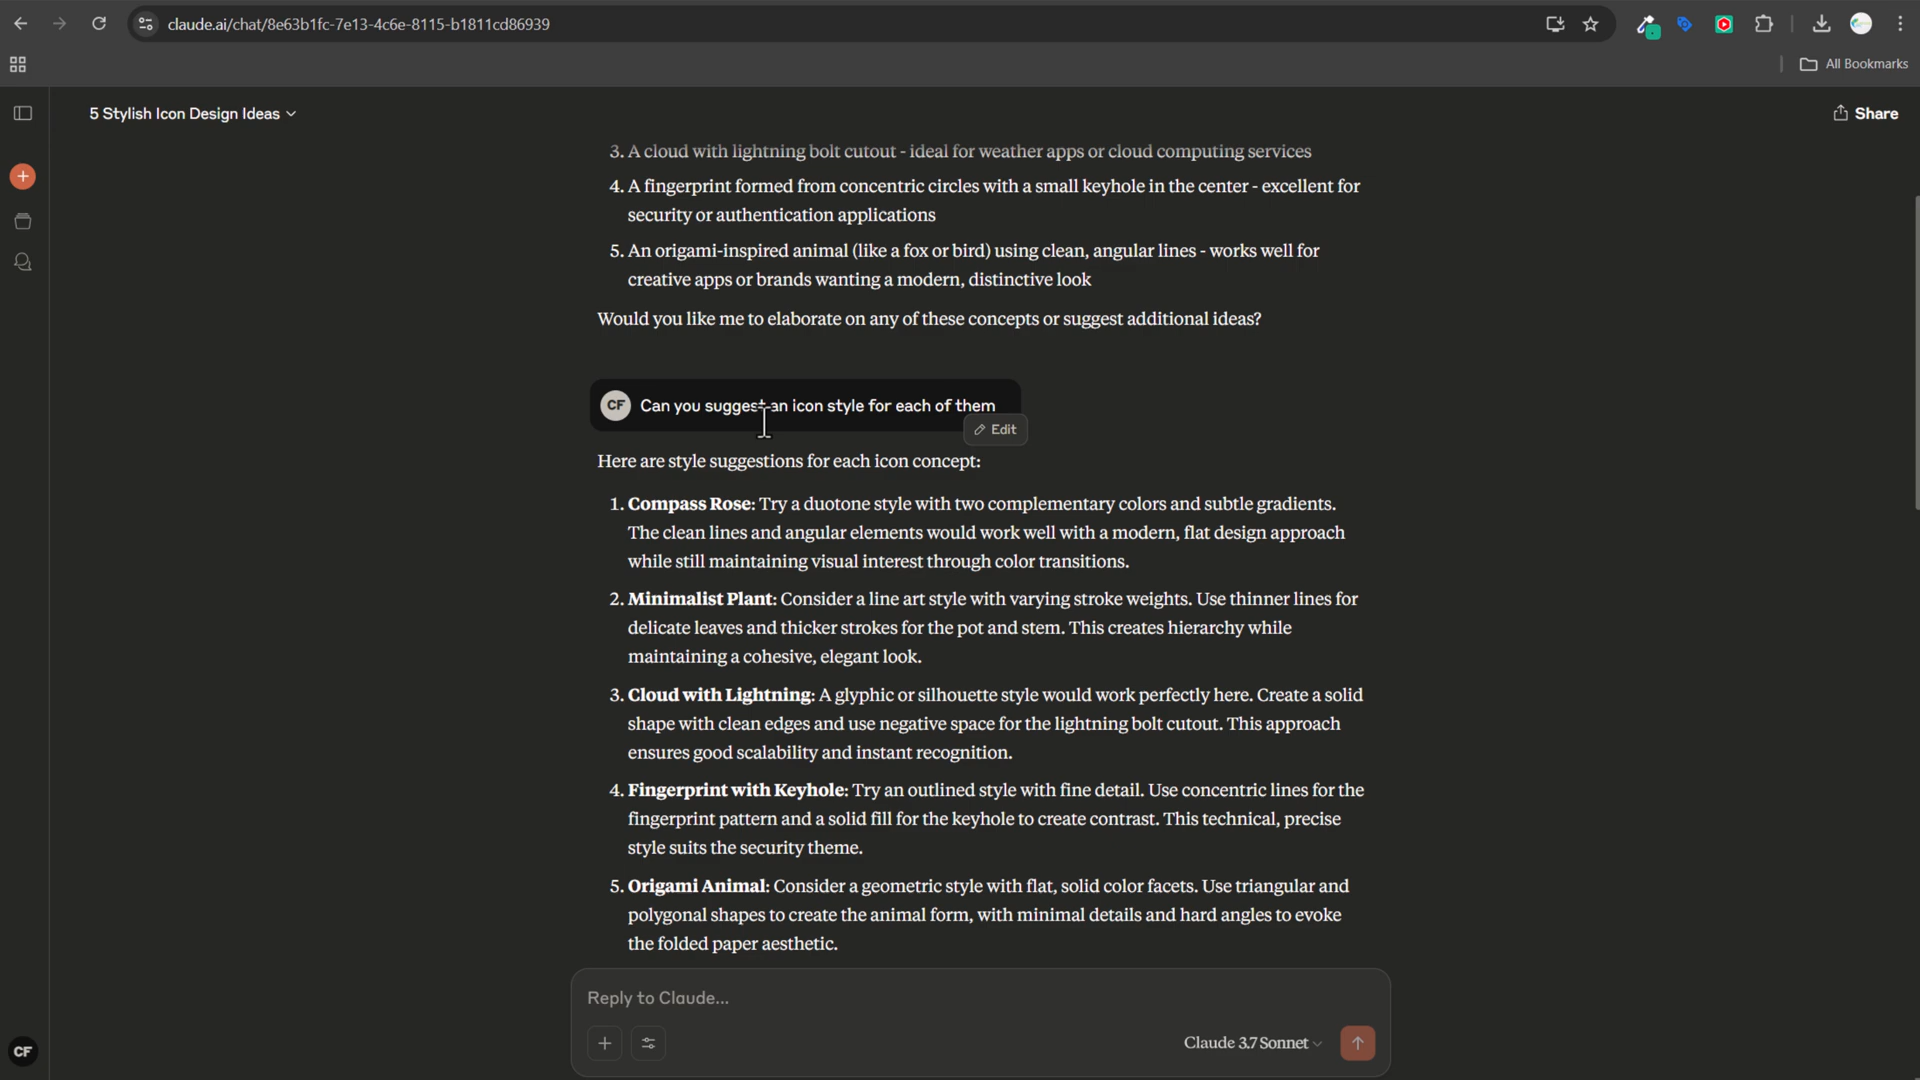 claude.ai/chat/8e63b1fc-7e13-4c6e-8115-b1811cd86939
All Bookmarks
5 Stylish Icon Design Ideas
Share
3. A cloud with lightning bolt cutout - ideal for weather apps or cloud computing services
4. A fingerprint formed from concentric circles with a small keyhole in the center - excellent for
security or authentication applications
5. An origami-inspired animal (like a fox or bird) using clean, angular lines - works well for
creative apps or brands wanting a modern, distinctive look
Would you like me to elaborate on any of these concepts or suggest additional ideas?
CF Can you suggest an icon style for each of them
Edit
Here are style suggestions for each icon concept:
1. Compass Rose: Try a duotone style with two complementary colors and subtle gradients.
The clean lines and angular elements would work well with a modern, flat design approach
while still maintaining visual interest through color transitions.
2. Minimalist Plant: Consider a line art style with varying stroke weights. Use thinner lines for
delicate leaves and thicker strokes for the pot and stem. This creates hierarchy while
maintaining a cohesive, elegant look.
3. Cloud with Lightning: A glyphic or silhouette style would work perfectly here. Create a solid
shape with clean edges and use negative space for the lightning bolt cutout. This approach
ensures good scalability and instant recognition.
4. Fingerprint with Keyhole: Try an outlined style with fine detail. Use concentric lines for the
fingerprint pattern and a solid fill for the keyhole to create contrast. This technical, precise
style suits the security theme.
5. Origami Animal: Consider a geometric style with flat, solid color facets. Use triangular and
polygonal shapes to create the animal form, with minimal details and hard angles to evoke
the folded paper aesthetic.
Reply to Claude...
Claude 3.7 Sonnet
CF